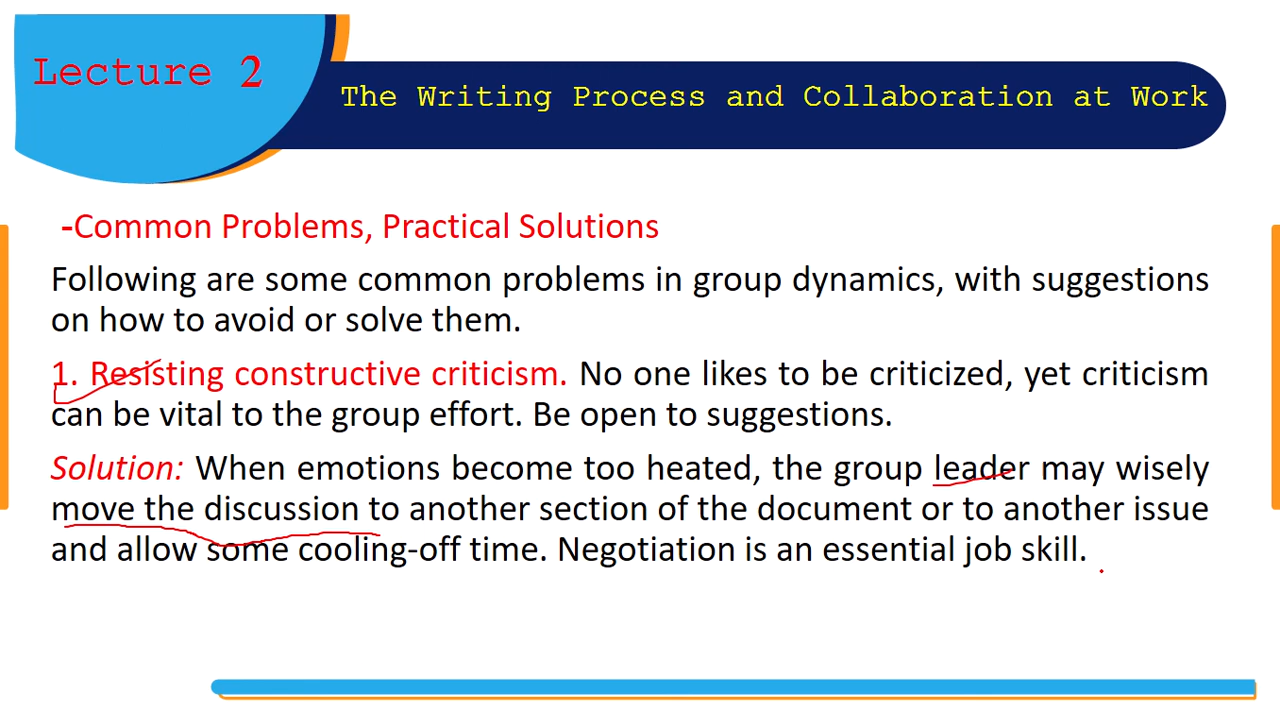 Lecture 2
The Writing Process and Collaboration at Work
-Common Problems, Practical Solutions
Following are some common problems in group dynamics, with suggestions
on how to avoid or solve them.
1. Resisting constructive criticism. No one likes to be criticized, yet criticism
can be vital to the group effort. Be open to suggestions.
Solution: When emotions become too heated, the group leader may wisely
move the discussion to another section of the document or to another issue
and allow some cooling-off time. Negotiation is an essential job skill.